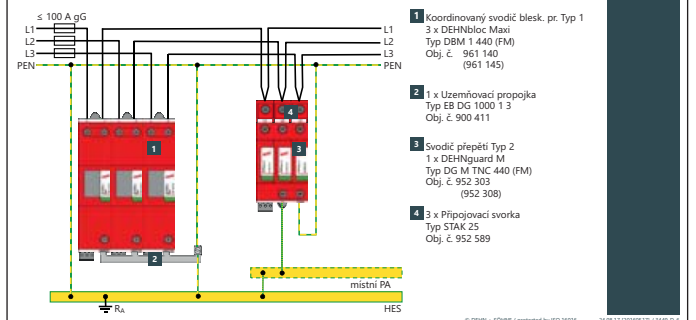 ≤ 100 A gG
L1
L2
L3
PEN
L1
L2
L3
PEN
1
4
3
2
místní PA
RA
HES
1 Koordinovaný svodič blesk. pr. Typ 1
3 x DEHNbloc Maxi
Typ DBM 1 440 (FM)
Obj. č. 961 140
(961 145)
2 1 x Uzemňovací propojka
Typ EB DG 1000 1 3
Obj. č. 900 411
3 Svodič přepětí Typ 2
1 x DEHNguard M
Typ DG M TNC 440 (FM)
Obj. č. 952 303
(952 308)
4 3 x Připojovací svorka
Typ STAK 25
Obj. č. 952 589